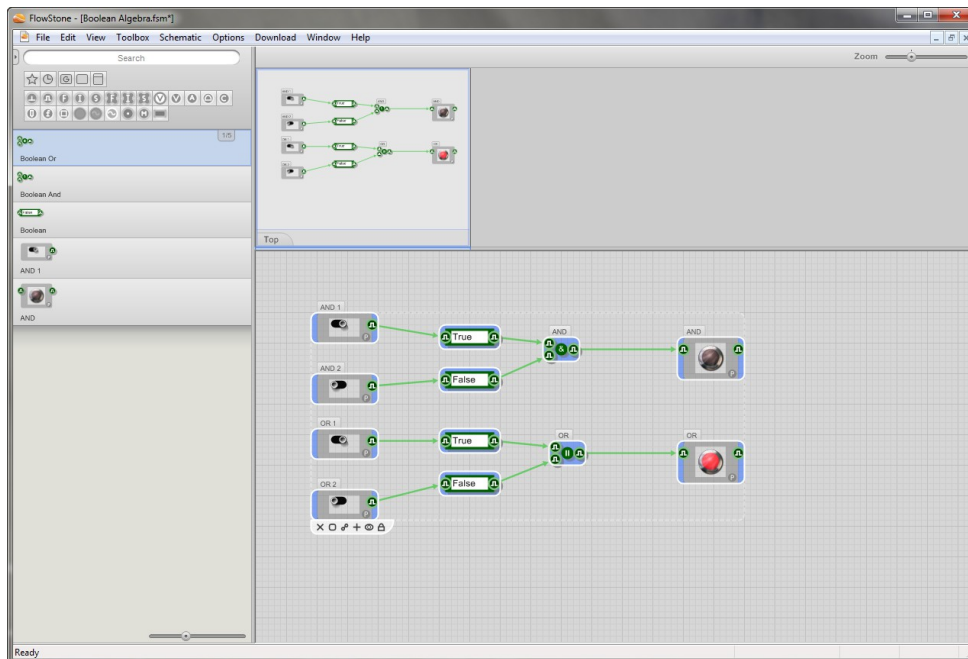 FlowStone - [Boolean Algebra.fsm*]
File Edit View Toolbox Schematic Options Download Window Help
Search
Zoom
1/5
Boolean Or
Boolean And
Boolean
AND 1
AND
Top
AND 1
True
AND
AND
&
P
AND 2
False
P
P
OR 1
True
OR
OR
P
P
OR 2
False
P
Ready